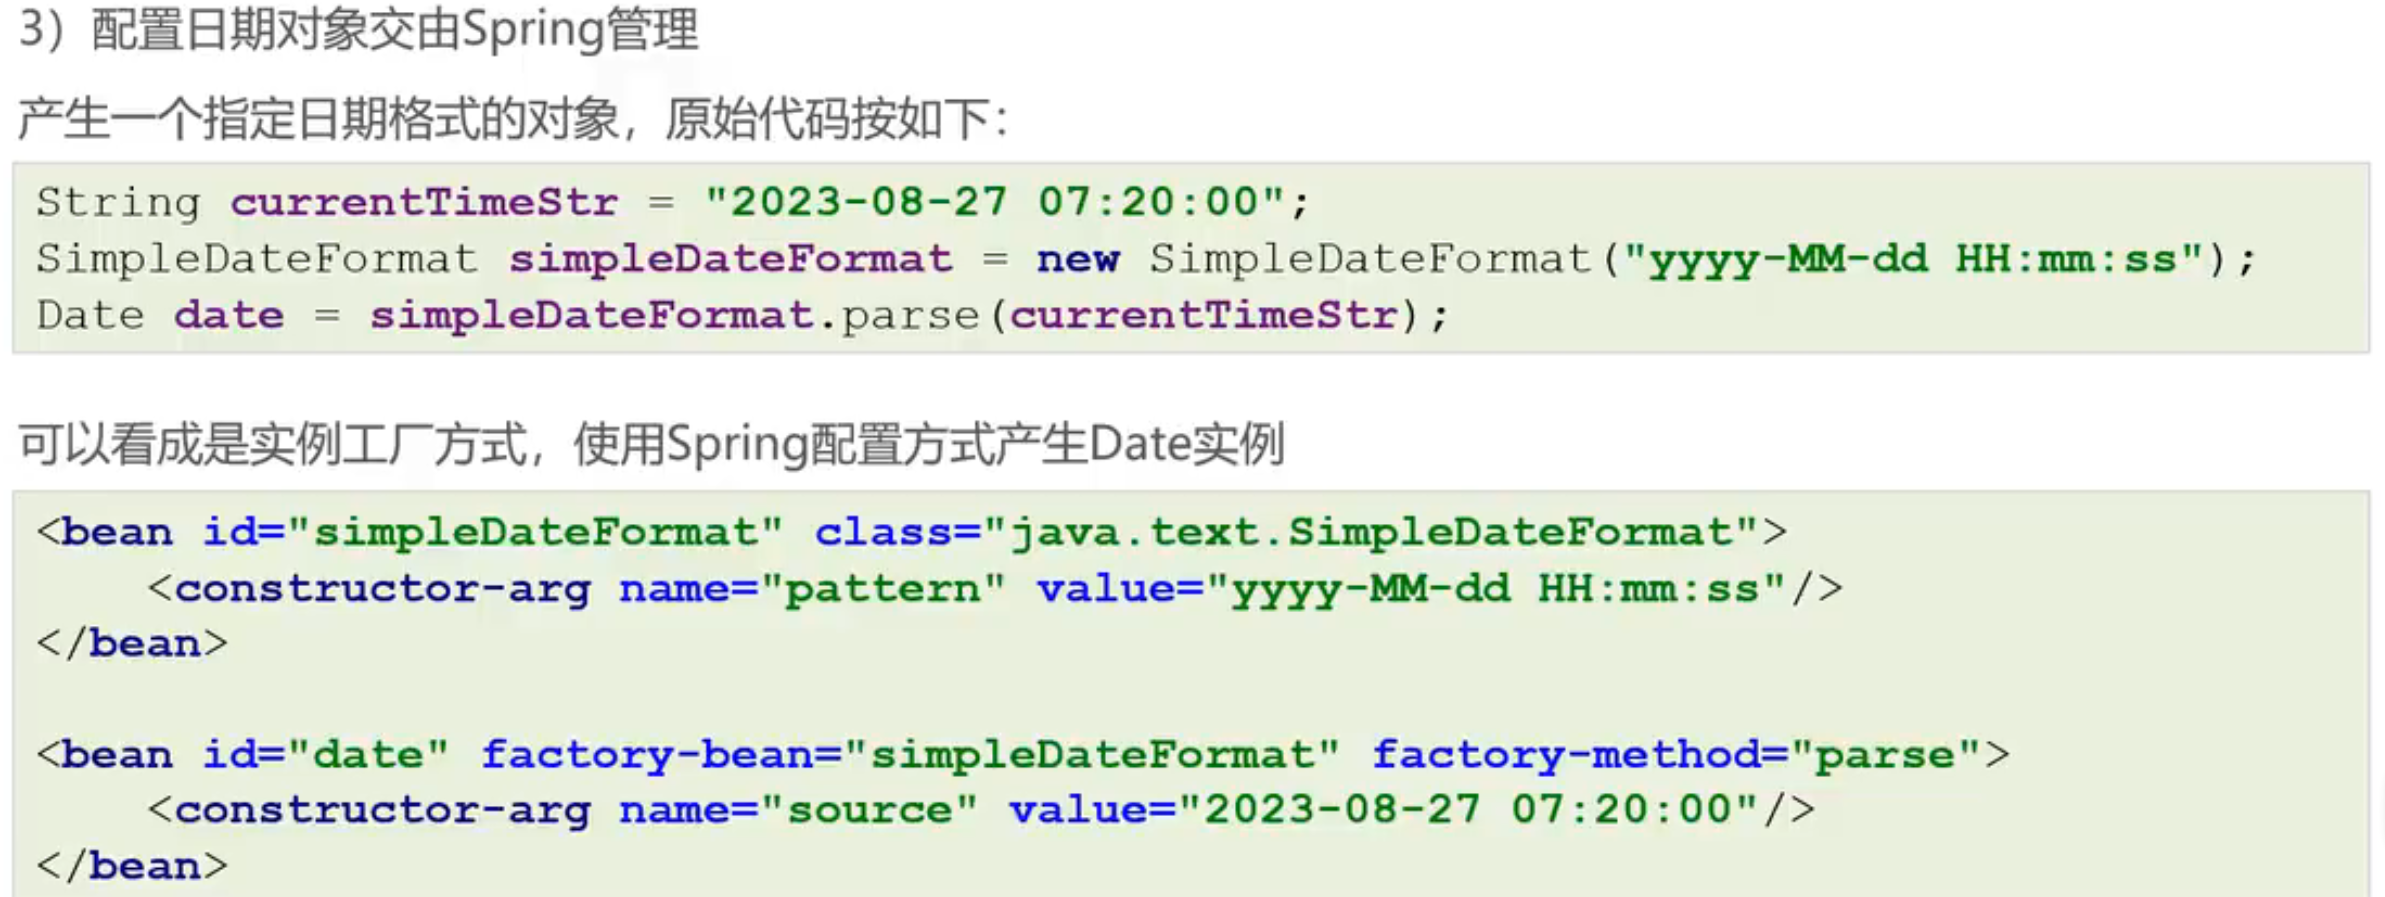 3）配置日期对象交由Spring管理
产生一个指定日期格式的对象，原始代码按如下：
String currentTimeStr = "2023-08-27 07:20:00";
SimpleDateFormat simpleDateFormat = new SimpleDateFormat("yyyy-MM-dd HH:mm:ss");
Date date = simpleDateFormat.parse(currentTimeStr);
可以看成是实例工厂方式，使用Spring配置方式产生Date实例
<bean id="simpleDateFormat" class="java.text.SimpleDateFormat">
    <constructor-arg name="pattern" value="yyyy-MM-dd HH:mm:ss"/>
</bean>
<bean id="date" factory-bean="simpleDateFormat" factory-method="parse">
    <constructor-arg name="source" value="2023-08-27 07:20:00"/>
</bean>